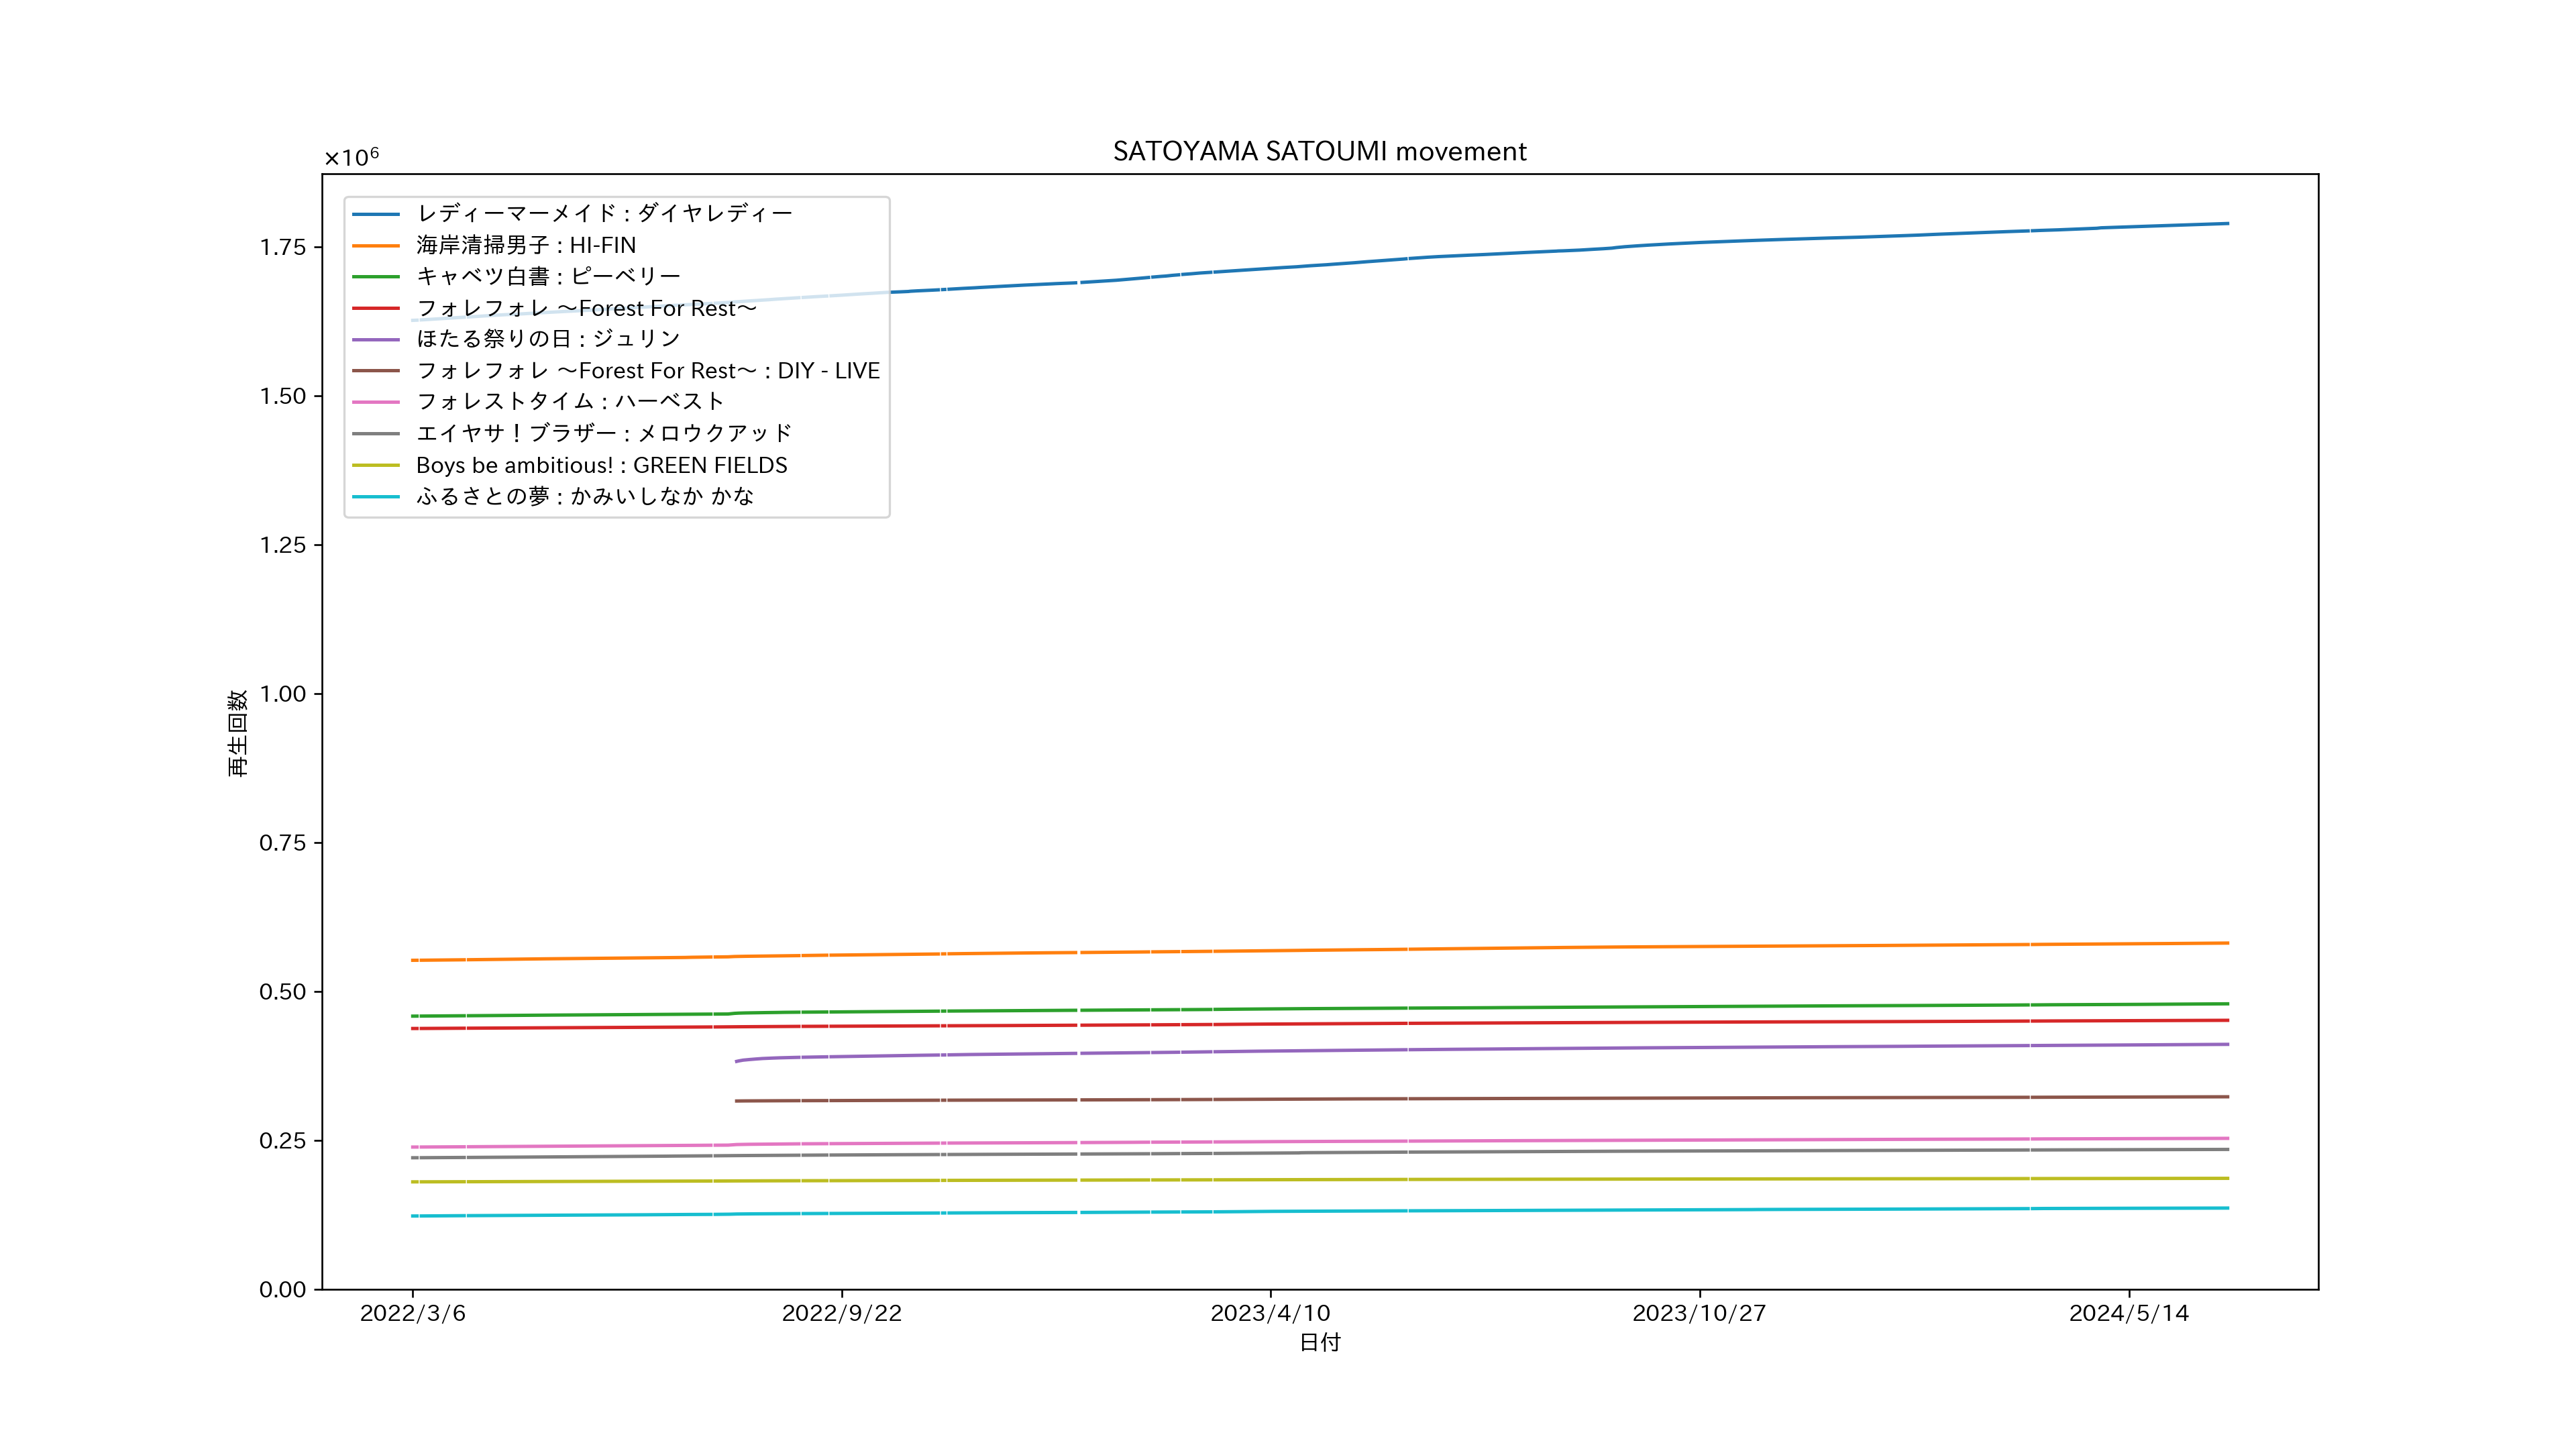 SATOYAMA SATOUMI movement
×10⁶
レディーマーメイド : ダイヤレディー
海岸清掃男子 : HI-FIN
キャベツ白書 : ピーベリー
フォレフォレ 〜Forest For Rest〜
ほたる祭りの日 : ジュリン
フォレフォレ 〜Forest For Rest〜 : DIY - LIVE
フォレストタイム : ハーベスト
エイヤサ！ブラザー : メロウクアッド
Boys be ambitious! : GREEN FIELDS
ふるさとの夢 : かみいしなか かな
1.75
1.50
1.25
1.00
0.75
0.50
0.25
0.00
再生回数
2022/3/6 2022/9/22 2023/4/10 2023/10/27 2024/5/14
日付